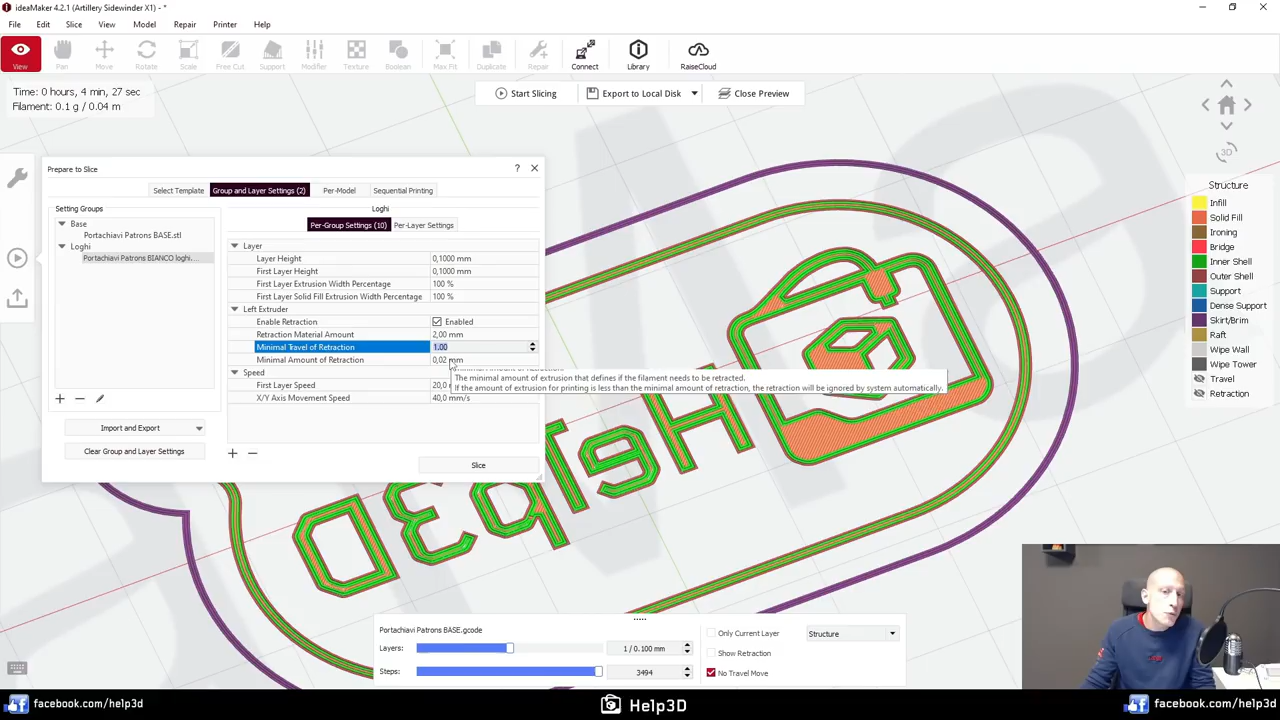 ideaMaker 4.2.1 (Artillery Sidewinder X1) - *
File Edit Slice View Model Repair Printer Help
View Pan Move Rotate Scale Free Cut Support Modifier Texture Boolean Max Fit Duplicate Repair Connect Library RaiseCloud
Time: 0 hours, 4 min, 27 sec
Filament: 0.1 g / 0.04 m
Start Slicing Export to Local Disk Close Preview
3D
Prepare to Slice ?
Select Template Group and Layer Settings (2) Per-Model Sequential Printing
Setting Groups
Base
Portachiavi Patrons BASE.stl
Loghi
Portachiavi Patrons BIANCO loghi....
Import and Export
Clear Group and Layer Settings
Loghi
Per-Group Settings (10) Per-Layer Settings
Layer
Layer Height 0,1000 mm
First Layer Height 0,1000 mm
First Layer Extrusion Width Percentage 100 %
First Layer Solid Fill Extrusion Width Percentage 100 %
Left Extruder
Enable Retraction Enabled
Retraction Material Amount 2,00 mm
Minimal Travel of Retraction 1.00
Minimal Amount of Retraction 0,02 mm
The minimal amount of extrusion that defines if the filament needs to be retracted.
If the amount of extrusion for printing is less than the minimal amount of retraction, the retraction will be ignored by system automatically.
Speed
First Layer Speed 20,0
X/Y Axis Movement Speed 40,0 mm/s
Slice
Structure
Infill
Solid Fill
Ironing
Bridge
Inner Shell
Outer Shell
Support
Dense Support
Skirt/Brim
Raft
Wipe Wall
Wipe Tower
Travel
Retraction
Help3D
Portachiavi Patrons BASE.gcode
Layers: 1 / 0.100 mm
Steps: 3494
Only Current Layer Structure
Show Retraction
No Travel Move
facebook.com/help3d Help3D facebook.com/help3d